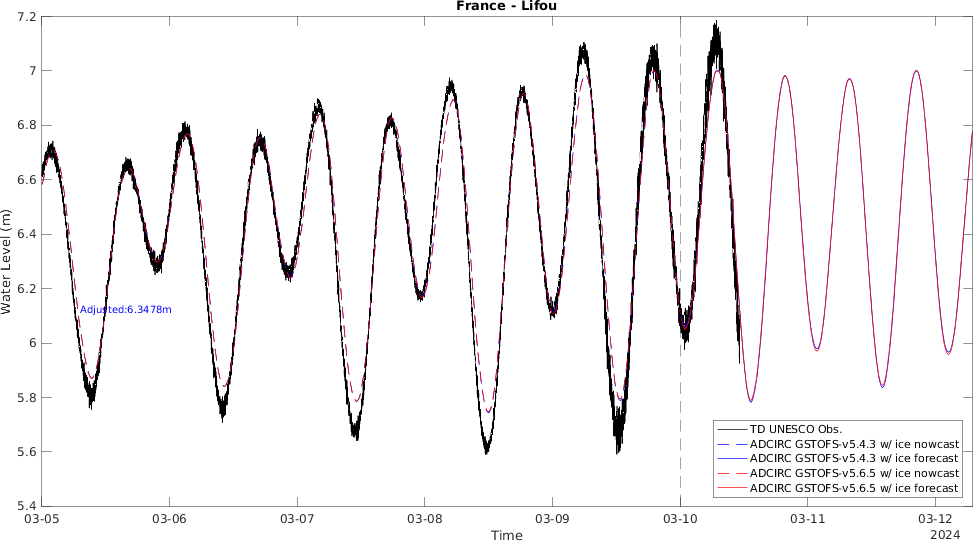 France - Lifou
7.2
7
6.8
6.6
6.4
6.2
6
5.8
5.6
5.4
Water Level (m)
Adjusted:6.3478m
TD UNESCO Obs.
ADCIRC GSTOFS-v5.4.3 w/ ice nowcast
ADCIRC GSTOFS-v5.4.3 w/ ice forecast
ADCIRC GSTOFS-v5.6.5 w/ ice nowcast
ADCIRC GSTOFS-v5.6.5 w/ ice forecast
03-05 03-06 03-07 03-08 03-09 03-10 03-11 03-12
Time
2024